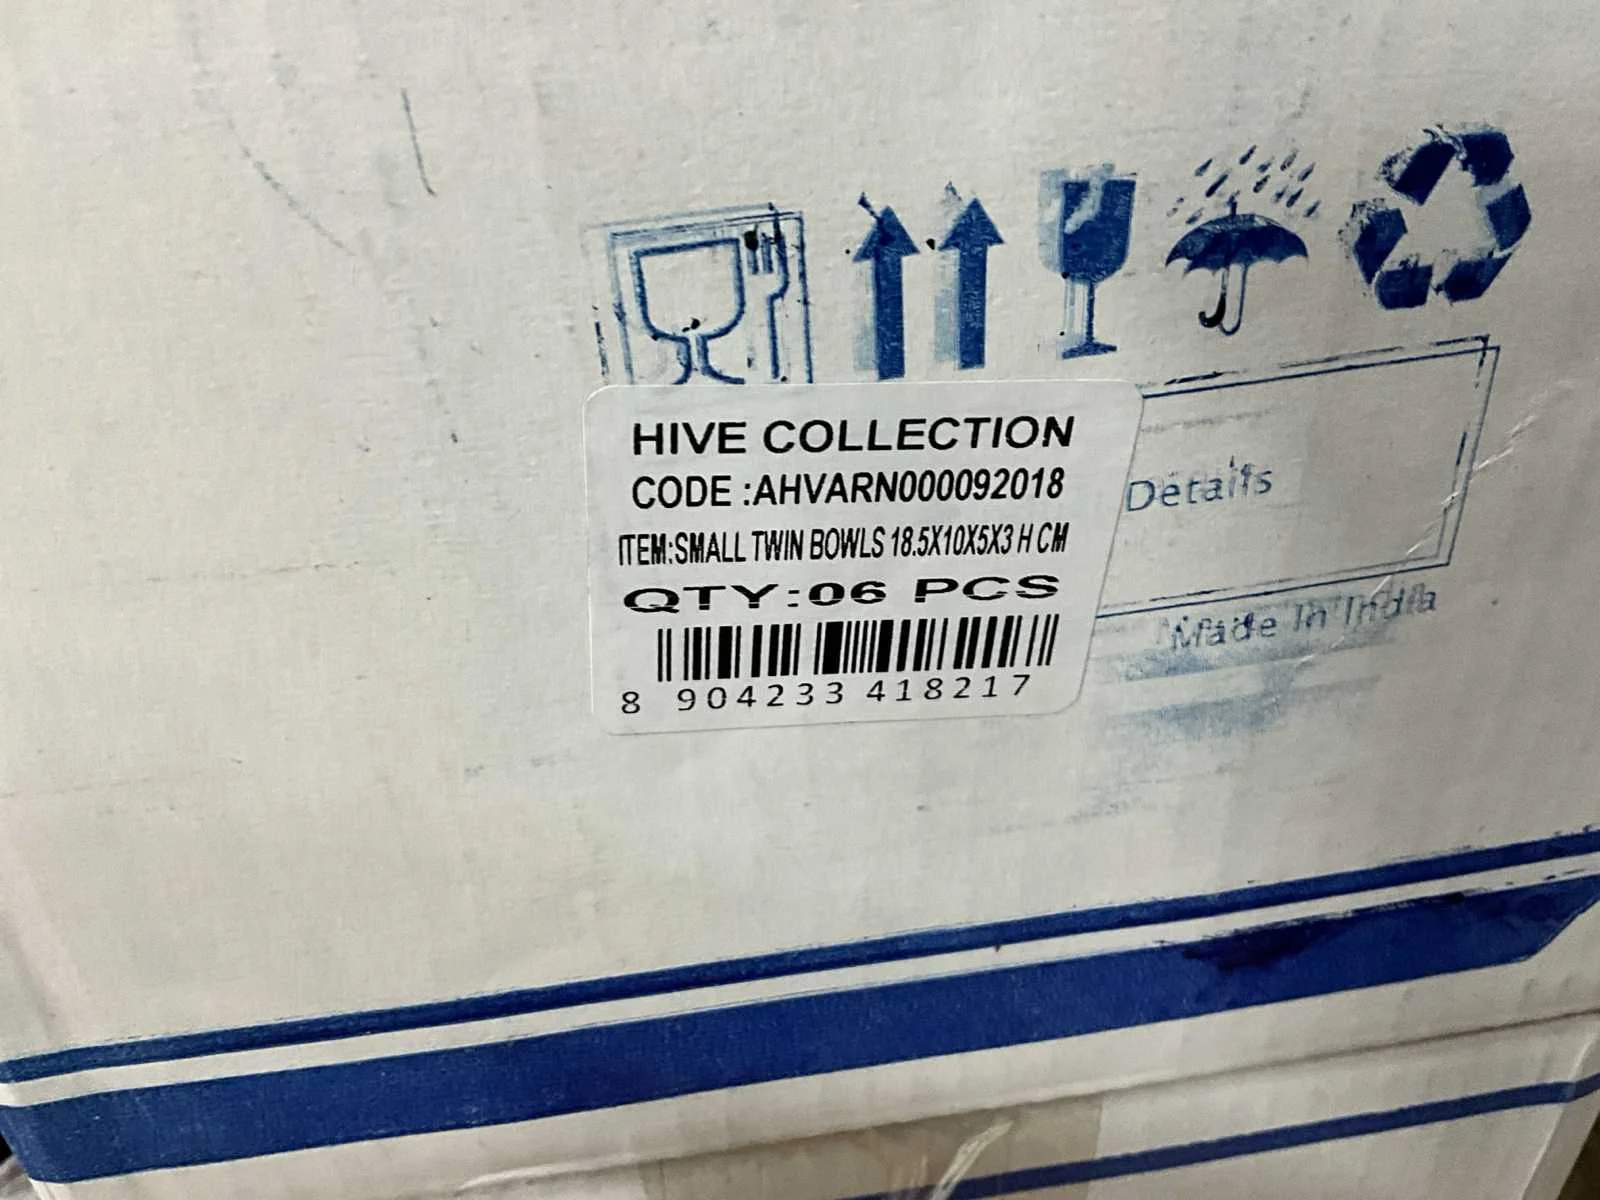 HIVE COLLECTION
CODE :AHVARN000092018
ITEM:SMALL TWIN BOWLS 18.5X10X5X3 H CM
QTY:06 PCS
8 904233 418217
Details
Made In India